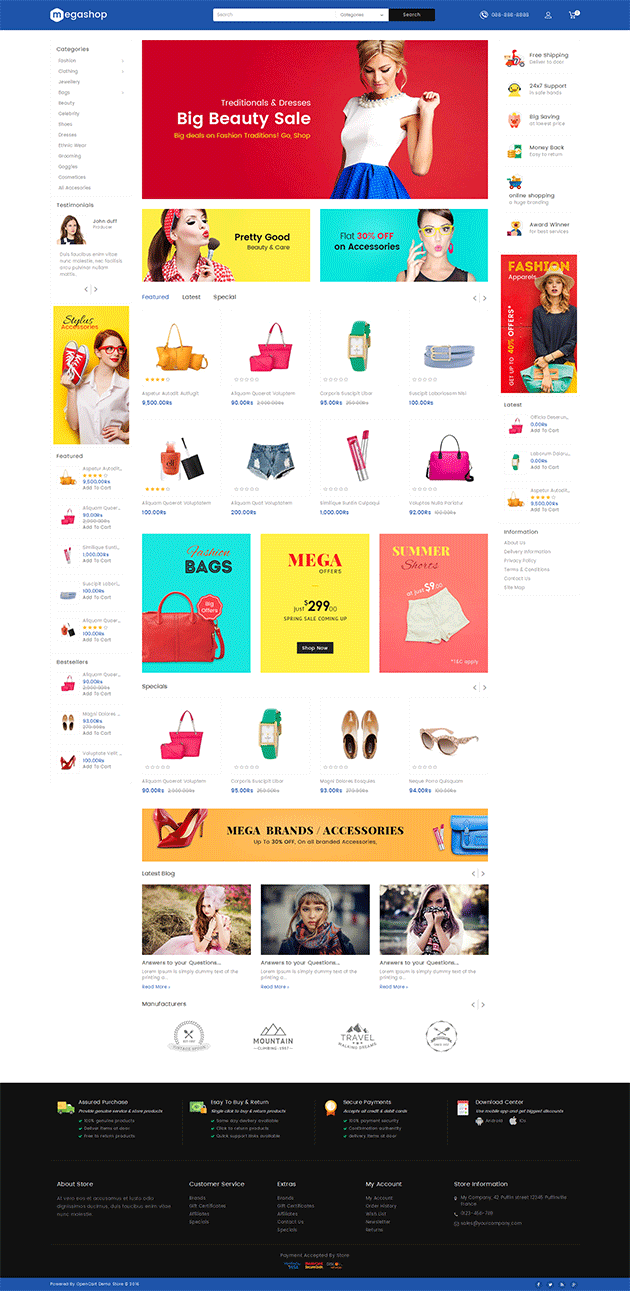 megashop
Search
Categories
Search
Categories
Fashion
Clothing
Jewellery
Bags
Beauty
Celebrity
Shoes
Dresses
Ethnic Wear
Grooming
Goggles
Cosmetices
All Accesories
Testimonials
John duff
Producer
Duis faucibus enim vitae
nunc molestie, nec facilisis
arcu pulvinar nullam
mattis.
Stylus
Accessories
Featured
Aspetur Autodit...
9,500.00Rs
Add To Cart
Aliquam Quaer...
90.00Rs
2,000.00Rs
Add To Cart
Similique Sunti...
1,000.00Rs
Add To Cart
Suscipit Labori...
100.00Rs
Add To Cart
Aliquam Quaer...
100.00Rs
Add To Cart
Bestsellers
Aliquam Quaer...
90.00Rs
2,000.00Rs
Add To Cart
Magni Dolores ...
93.00Rs
270.00Rs
Add To Cart
Voluptate Velit ...
100.00Rs
Add To Cart
Treditionals & Dresses
Big Beauty Sale
Big deals on Fashion Traditions! Go, Shop
Pretty Good
Beauty & Care
Flat 30% OFF
on Accessories
Featured Latest Special
Aspetur Autodit Autfugit
9,500.00Rs
Aliquam Quaerat Voluptatem
90.00Rs 2,000.00Rs
Corporis Suscipit Uber
95.00Rs 250.00Rs
Suscipit Laboriosam Nisi
100.00Rs
Aliquam Quaerat Voluptatem
100.00Rs
Aliquam Quat Voluptatem
200.00Rs
Similique Suntin Culpaqui
1,000.00Rs
Voluptas Nulla Pariatur
92.00Rs 100.00Rs
Fashion
BAGS
Big
Offers
MEGA
OFFERS
just $299.00
SPRING SALE COMING UP
Shop Now
SUMMER
Shorts
at just $9.00
*T&C apply
Specials
Aliquam Quaerat Voluptatem
90.00Rs 2,000.00Rs
Corporis Suscipit Uber
95.00Rs 250.00Rs
Magni Dolores Eosquies
93.00Rs 270.00Rs
Neque Porro Quisquam
94.00Rs 100.00Rs
MEGA BRANDS / ACCESSORIES
Up To 30% OFF, On all branded Accessories,
Latest Blog
Answers to your Questions...
Lorem Ipsum is simply dummy text of the
printing a...
Read More
Answers to your Questions...
Lorem Ipsum is simply dummy text of the
printing a...
Read More
Answers to your Questions...
Lorem Ipsum is simply dummy text of the
printing a...
Read More
Manufacturers
VINTAGE DESIGN
MOUNTAIN
CLIMBING · 1987
TRAVEL
WALKING DREAMS
Free Shipping
Deliver to door
24x7 Support
in safe hands
Big Saving
at lowest price
Money Back
Easy to return
online shopping
a huge branding
Award Winner
for best services
FASHION
Apparels
GET UP TO 40% OFFERS*
Latest
Officia Deserun...
0.00Rs
Add To Cart
Laborum Dolaru...
0.00Rs
Add To Cart
Aspetur Autodit...
9,500.00Rs
Add To Cart
Information
About Us
Delivery Information
Privacy Policy
Terms & Conditions
Contact Us
Site Map
Assured Purchase
Provide genuine service & store products
100% genuine products
Deliver items at door
Free to return products
Esay To Buy & Return
Single click to buy & return products
Same day delivery available
Click to return products
Quick support links available
Secure Payments
Accepts all credit & debit cards
100% payment security
Confirmation authentity
delivery items at door
Download Center
Use mobile app and get biggest discounts
Android
iOs
About Store
At vero eos et accusamus et iusto odio
dignissimos ducimus, duis faucibus enim vitae
nunc molestie.
Customer Service
Brands
Gift Certificates
Affiliates
Specials
Extras
Brands
Gift Certificates
Affiliates
Contact Us
Specials
My Account
My Account
Order History
Wish List
Newsletter
Returns
Store Information
My Company, 42 Puffin street 12345 Puffinville
France
0123-456-789
sales@yourcompany.com
Payment Accepted By Store
Powered By OpenCart Demo Store © 2016